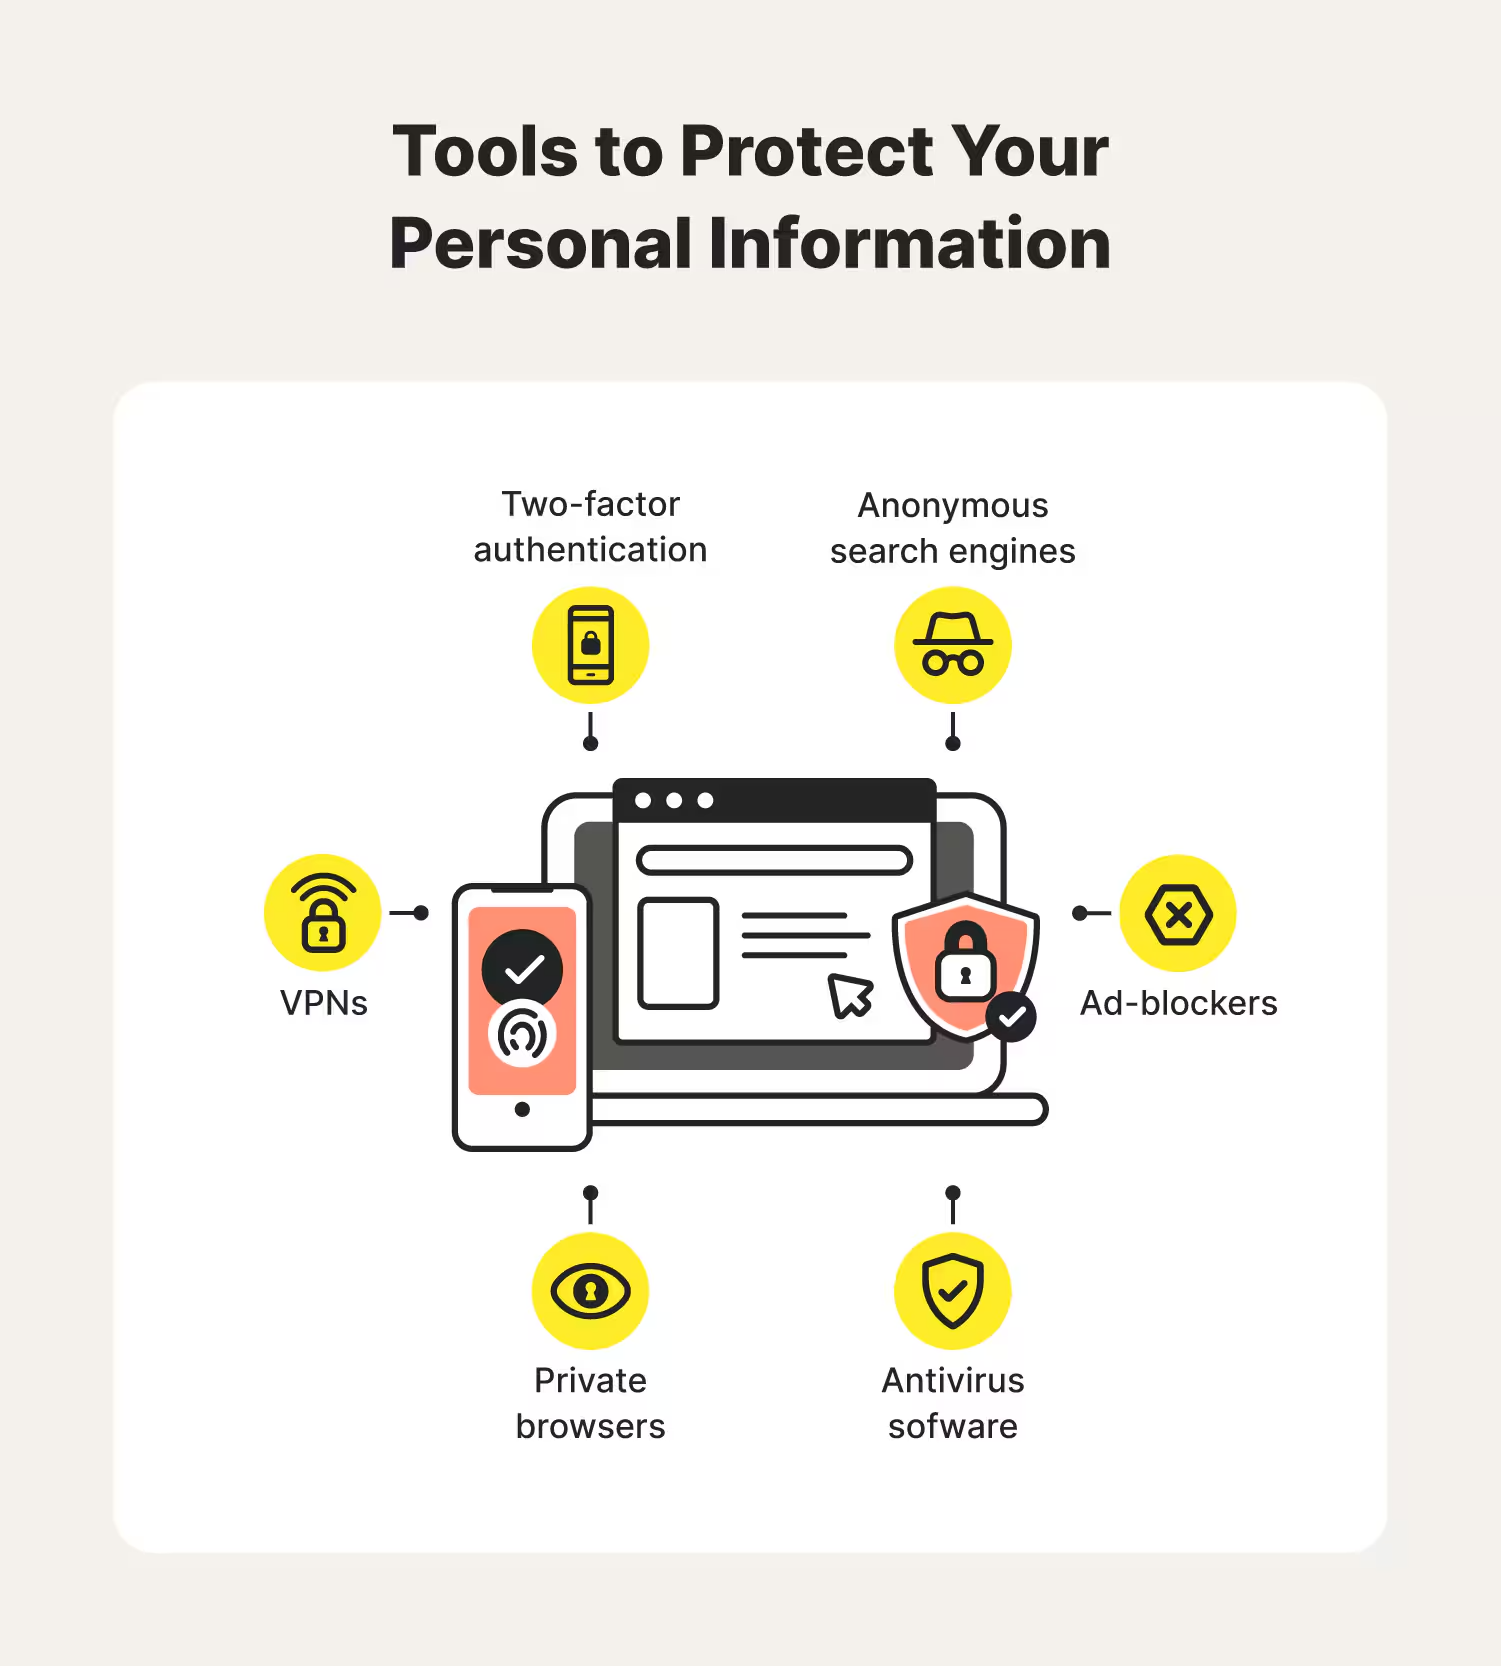 Tools to Protect Your
Personal Information
Two-factor
authentication
Anonymous
search engines
VPNs
Ad-blockers
Private
browsers
Antivirus
sofware